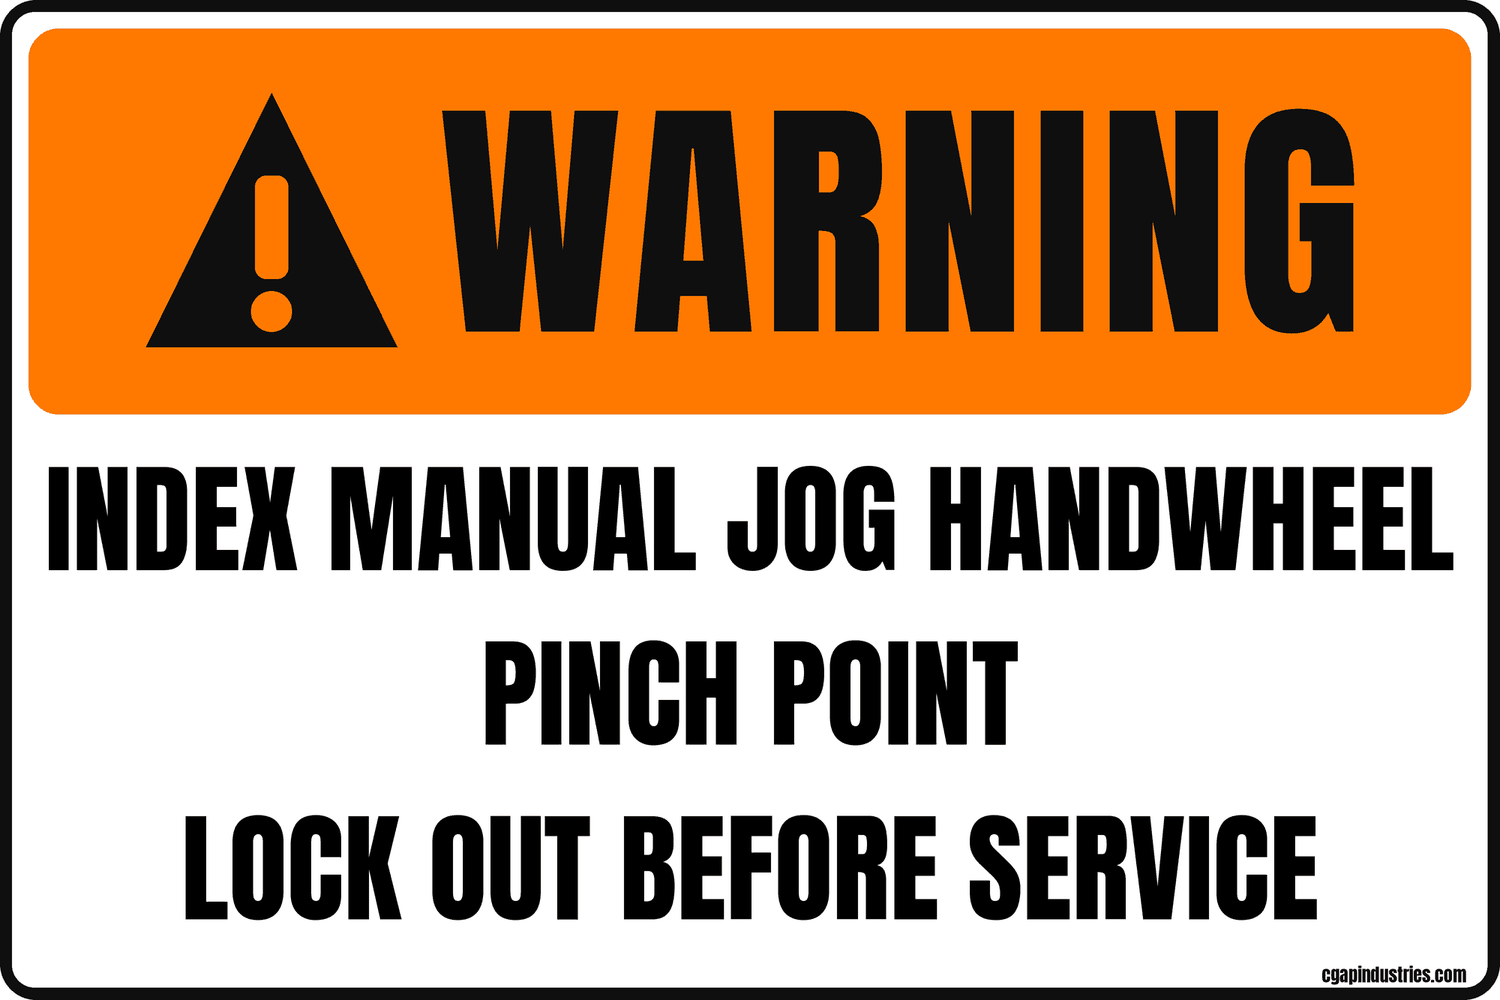 WARNING
INDEX MANUAL JOG HANDWHEEL
PINCH POINT
LOCK OUT BEFORE SERVICE
cgapindustries.com